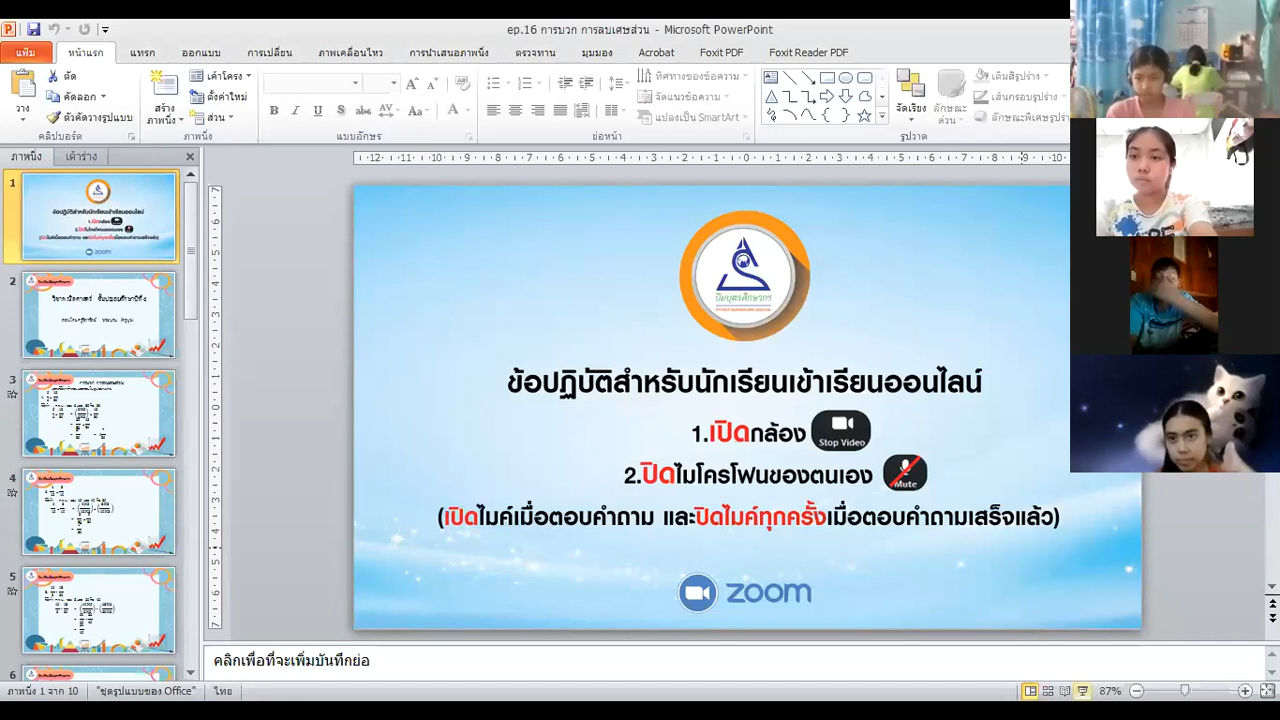 ep.16 การบวก การลบเศษส่วน - Microsoft PowerPoint
แฟ้ม หน้าแรก แทรก ออกแบบ การเปลี่ยน ภาพเคลื่อนไหว การนำเสนอภาพนิ่ง ตรวจทาน มุมมอง Acrobat Foxit PDF Foxit Reader PDF
วาง
ตัด
คัดลอก
ตัวคัดวางรูปแบบ
คลิปบอร์ด
สร้าง
ภาพนิ่ง
เค้าโครง
ตั้งค่าใหม่
ส่วน
ภาพนิ่ง
B I U S abc AV Aa A
แบบอักษร
ทิศทางของข้อความ
จัดแนวข้อความ
แปลงเป็น SmartArt
ย่อหน้า
จัดเรียง
ลักษณะ
ด่วน
เติมสีรูปร่าง
เส้นกรอบรูปร่าง
ลักษณะพิเศษรูปร่าง
รูปวาด
ภาพนิ่ง เค้าร่าง
1
2
3
4
5
6
ปิยบุตรศึกษากร
ข้อปฏิบัติสำหรับนักเรียนเข้าเรียนออนไลน์
1.เปิดกล้อง Stop Video
2.ปิดไมโครโฟนของตนเอง Mute
(เปิดไมค์เมื่อตอบคำถาม และปิดไมค์ทุกครั้งเมื่อตอบคำถามเสร็จแล้ว)
zoom
คลิกเพื่อที่จะเพิ่มบันทึกย่อ
ภาพนิ่ง 1 จาก 10 "ชุดรูปแบบของ Office" ไทย 87%